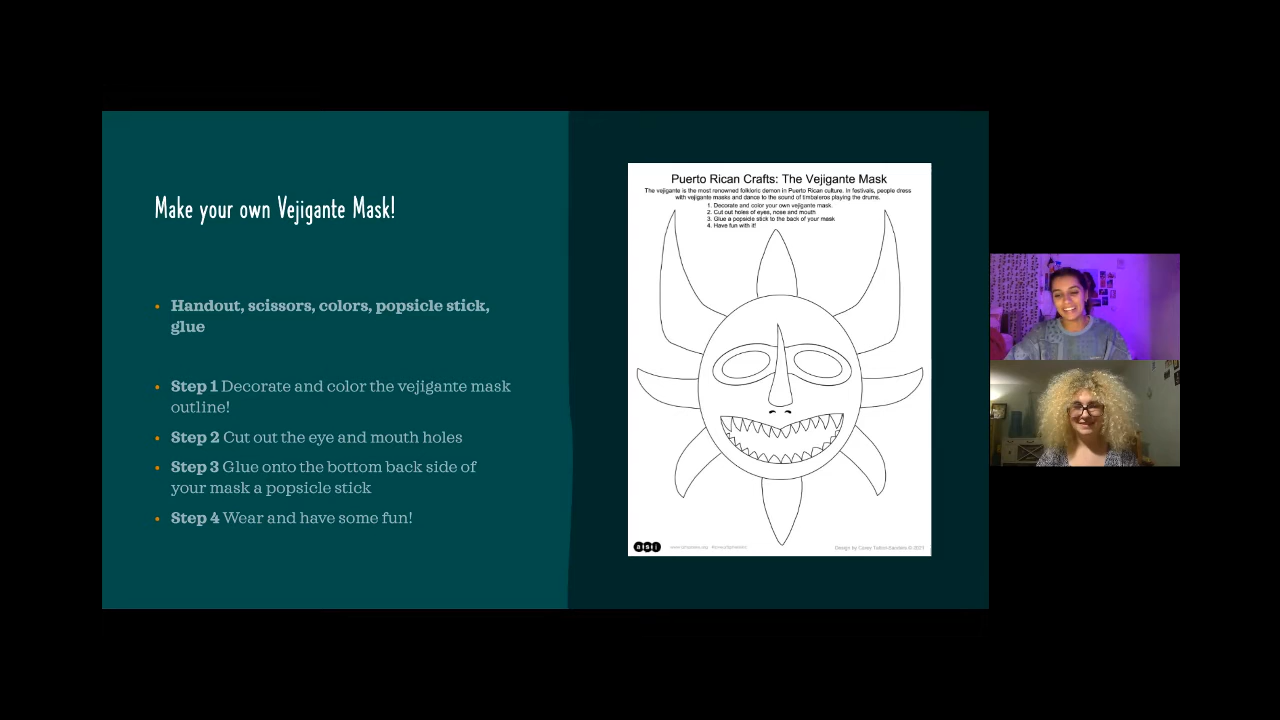 Make your own Vejigante Mask!
Handout, scissors, colors, popsicle stick,
glue
Step 1 Decorate and color the vejigante mask
outline!
Step 2 Cut out the eye and mouth holes
Step 3 Glue onto the bottom back side of
your mask a popsicle stick
Step 4 Wear and have some fun!
Puerto Rican Crafts: The Vejigante Mask
The vejigante is the most renowned folkloric demon in Puerto Rican culture. In festivals, people dress
with vejigante masks and dance to the sound of timbaleros playing the drums.
1. Decorate and color your own vejigante mask.
2. Cut out holes of eyes, nose and mouth
3. Glue a popside stick to the back of your mask
4. Have fun with it!
Design by Corey © 2021